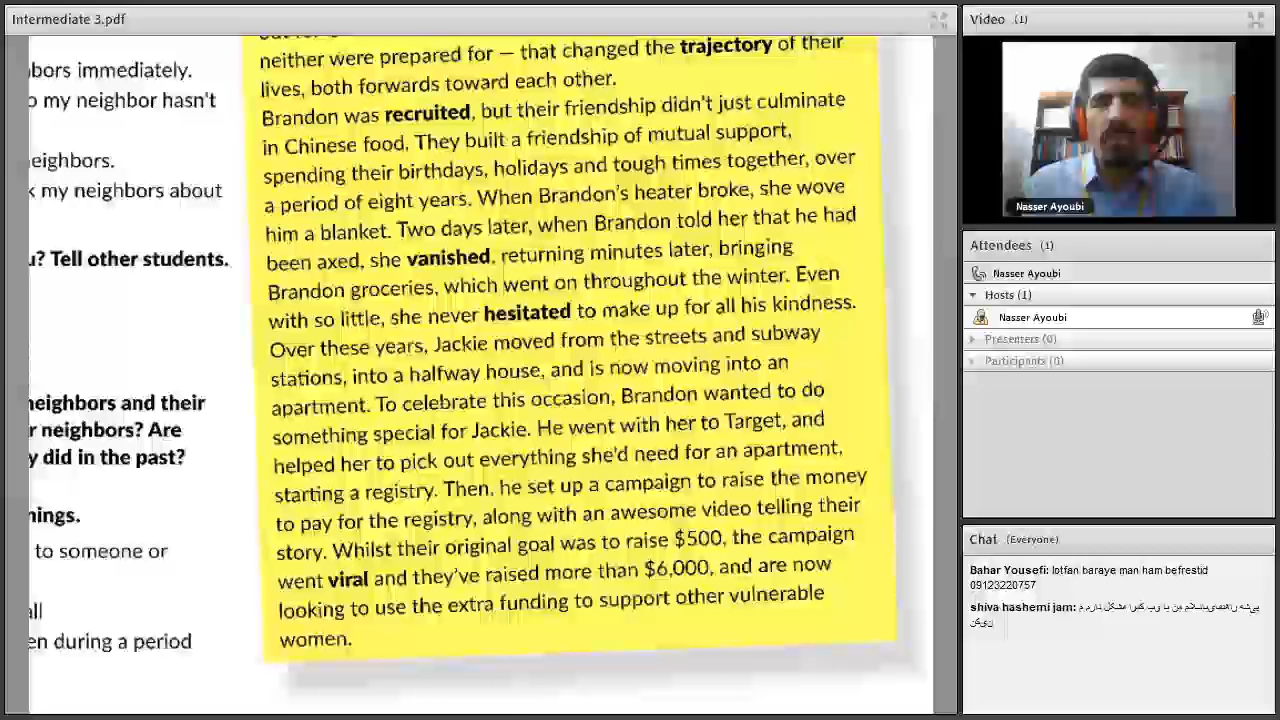 Intermediate 3.pdf
neither were prepared for — that changed the trajectory of their
lives, both forwards toward each other.
Brandon was recruited, but their friendship didn't just culminate
in Chinese food, They built a friendship of mutual support,
spending their birthdays, holidays and tough times together, over
a period of eight years. When Brandon's heater broke, she wove
him a blanket. Two days later, when Brandon told her that he had
been axed, she vanished, returning minutes later, bringing
Brandon groceries, which went on throughout the winter. Even
with so little, she never hesitated to make up for all his kindness.
Over these years, Jackie moved from the streets and subway
stations, into a halfway house, and is now moving into an
apartment. To celebrate this occasion, Brandon wanted to do
something special for Jackie. He went with her to Target, and
helped her to pick out everything she'd need for an apartment,
starting a registry. Then, he set up a campaign to raise the money
to pay for the registry, along with an awesome video telling their
story. Whilst their original goal was to raise $500, the campaign
went viral and they've raised more than $6,000, and are now
looking to use the extra funding to support other vulnerable
women.
bors immediately.
my neighbor hasn't
eighbors.
my neighbors about
u? Tell other students.
neighbors and their
r neighbors? Are
y did in the past?
nings.
to someone or
all
en during a period
Video (1)
Nasser Ayoubi
Attendees (1)
Nasser Ayoubi
Hosts (1)
Nasser Ayoubi
Presenters (0)
Participants (0)
Chat (Everyone)
Bahar Yousefi: lotfan baraye man ham befrestid
09123220757
shiva hashemi jam: